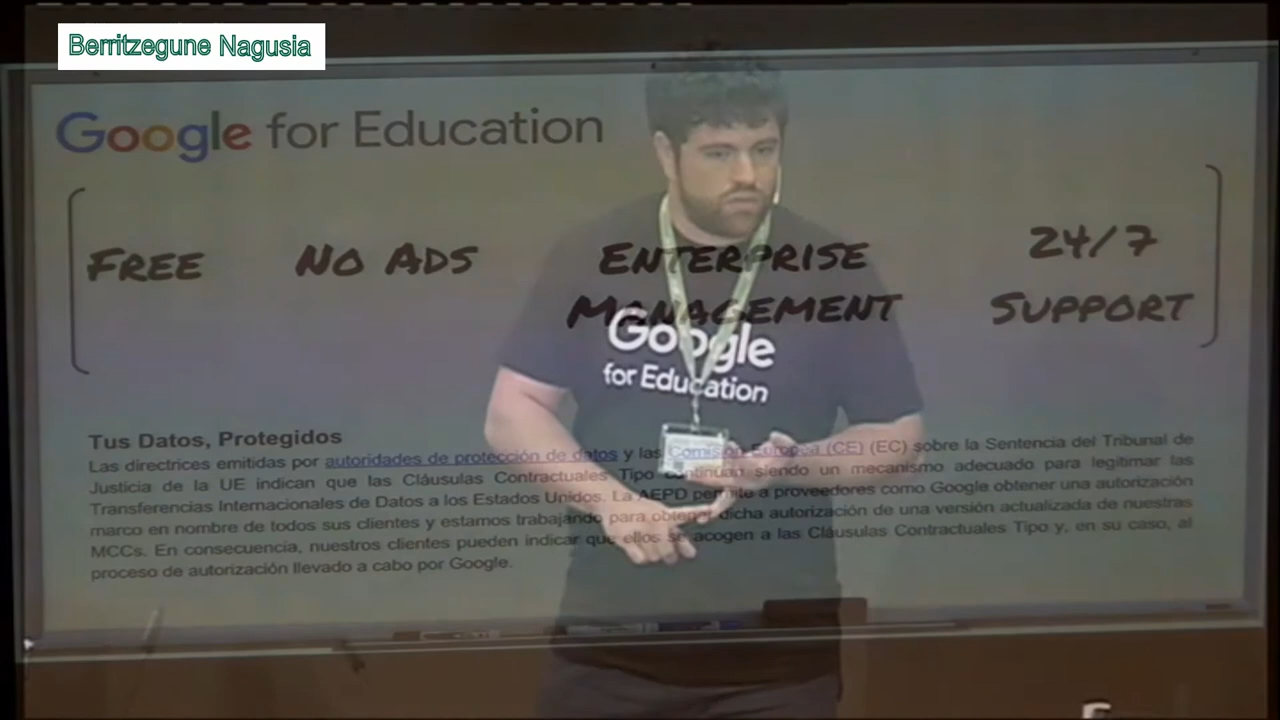 Berritzegune Nagusia
Google for Education
FREE NO ADS ENTERPRISE MANAGEMENT 24/7 SUPPORT
Google
for Education
Tus Datos, Protegidos
Las directrices emitidas por autoridades de protección de datos y las Comisión Europea (CE) (EC) sobre la Sentencia del Tribunal de
Justicia de la UE indican que las Cláusulas Contractuales Tipo continúan siendo un mecanismo adecuado para legitimar las
Transferencias Internacionales de Datos a los Estados Unidos. La AEPD permite a proveedores como Google obtener una autorización
marco en nombre de todos sus clientes y estamos trabajando para obtener dicha autorización de una versión actualizada de nuestras
MCCs. En consecuencia, nuestros clientes pueden indicar que ellos se acogen a las Cláusulas Contractuales Tipo y, en su caso, al
proceso de autorización llevado a cabo por Google.